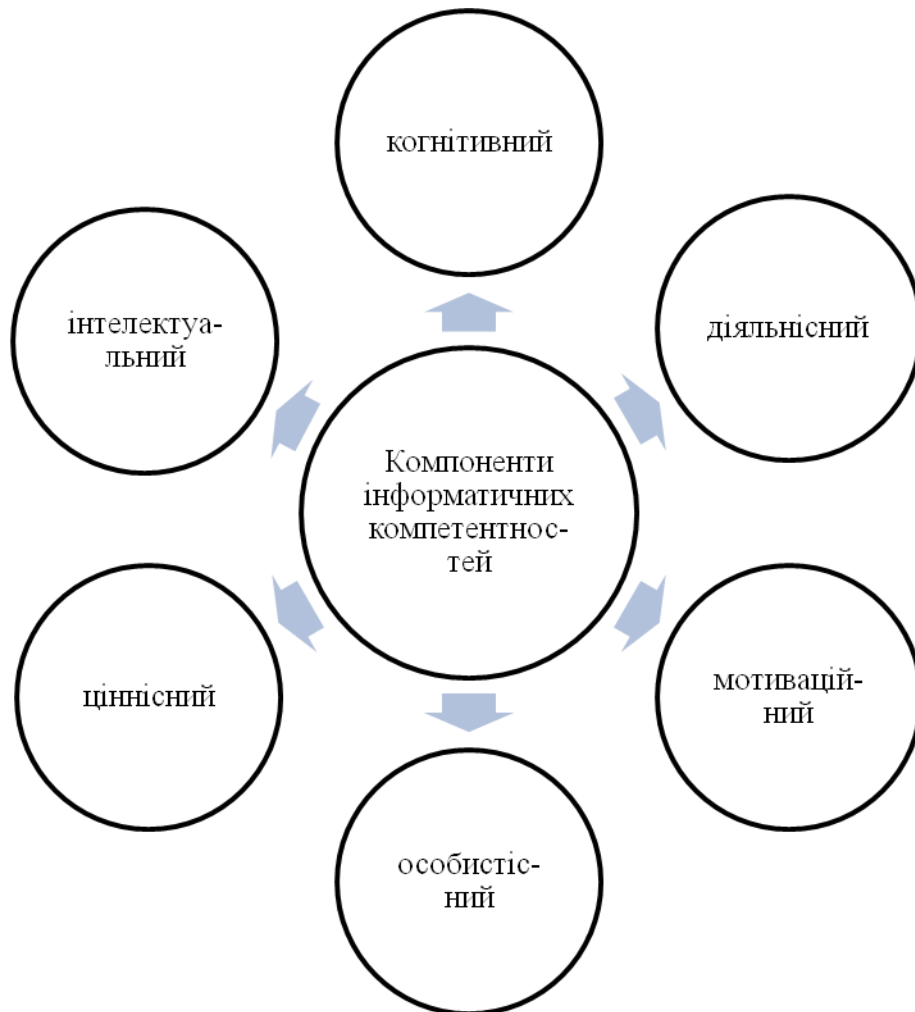 когнітивний
інтелектуа-
льний
діяльнісний
Компоненти
інформатичних
компетентнос-
тей
ціннісний
мотивацій-
ний
особистіс-
ний